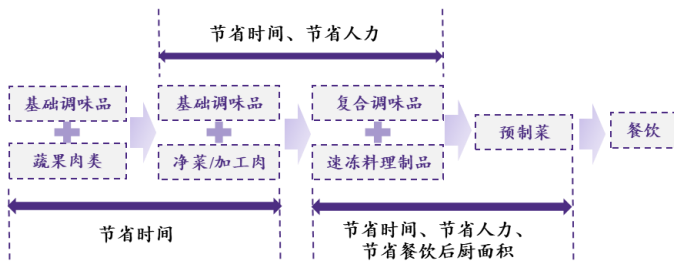 节省时间、节省人力
基础调味品
蔬果肉类
基础调味品
净菜/加工肉
复合调味品
速冻料理制品
预制菜
餐饮
节省时间
节省时间、节省人力、
节省餐饮后厨面积